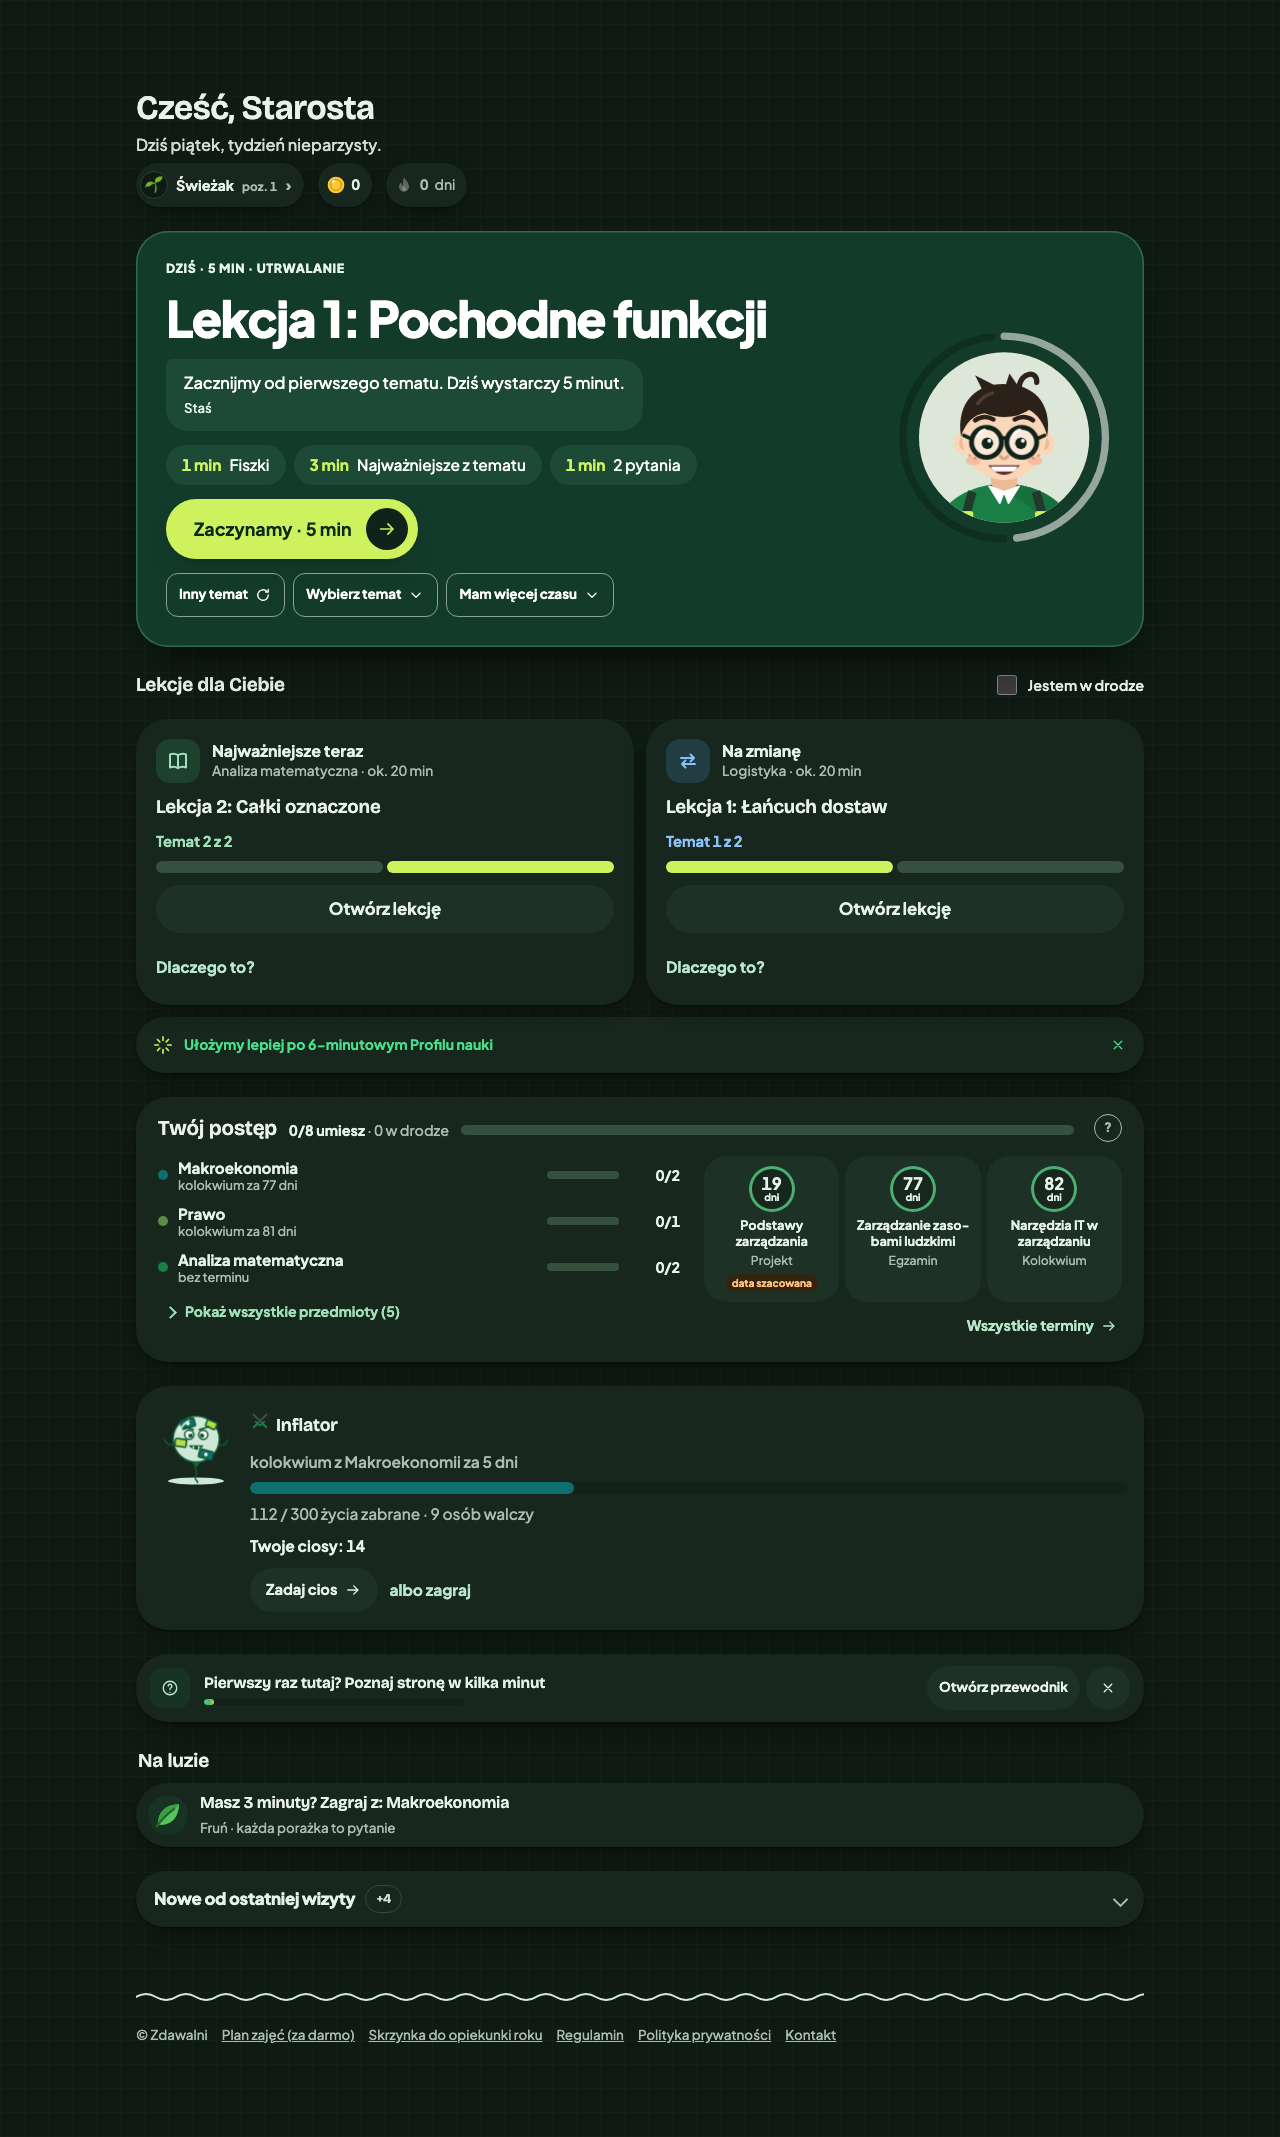 Cześć, Starosta
Dziś piątek, tydzień nieparzysty.
Świeżak poz. 1 ›
0
0 dni
DZIŚ · 5 MIN · UTRWALANIE
Lekcja 1: Pochodne funkcji
Zacznijmy od pierwszego tematu. Dziś wystarczy 5 minut.
Staś
1 min Fiszki
3 min Najważniejsze z tematu
1 min 2 pytania
Zaczynamy · 5 min →
Inny temat
Wybierz temat
Mam więcej czasu
Lekcje dla Ciebie
Jestem w drodze
Najważniejsze teraz
Analiza matematyczna · ok. 20 min
Lekcja 2: Całki oznaczone
Temat 2 z 2
Otwórz lekcję
Dlaczego to?
Na zmianę
Logistyka · ok. 20 min
Lekcja 1: Łańcuch dostaw
Temat 1 z 2
Otwórz lekcję
Dlaczego to?
Ułożymy lepiej po 6-minutowym Profilu nauki
Twój postęp 0/8 umiesz · 0 w drodze
?
Makroekonomia
kolokwium za 77 dni
0/2
Prawo
kolokwium za 81 dni
0/1
Analiza matematyczna
bez terminu
0/2
Pokaż wszystkie przedmioty (5)
19
dni
Podstawy
zarządzania
Projekt
data szacowana
77
dni
Zarządzanie zaso-
bami ludzkimi
Egzamin
82
dni
Narzędzia IT w
zarządzaniu
Kolokwium
Wszystkie terminy →
Inflator
kolokwium z Makroekonomii za 5 dni
112 / 300 życia zabrane · 9 osób walczy
Twoje ciosy: 14
Zadaj cios →
albo zagraj
Pierwszy raz tutaj? Poznaj stronę w kilka minut
Otwórz przewodnik
Na luzie
Masz 3 minuty? Zagraj z: Makroekonomia
Fruń · każda porażka to pytanie
Nowe od ostatniej wizyty +4
© Zdawalni Plan zajęć (za darmo) Skrzynka do opiekunki roku Regulamin Polityka prywatności Kontakt